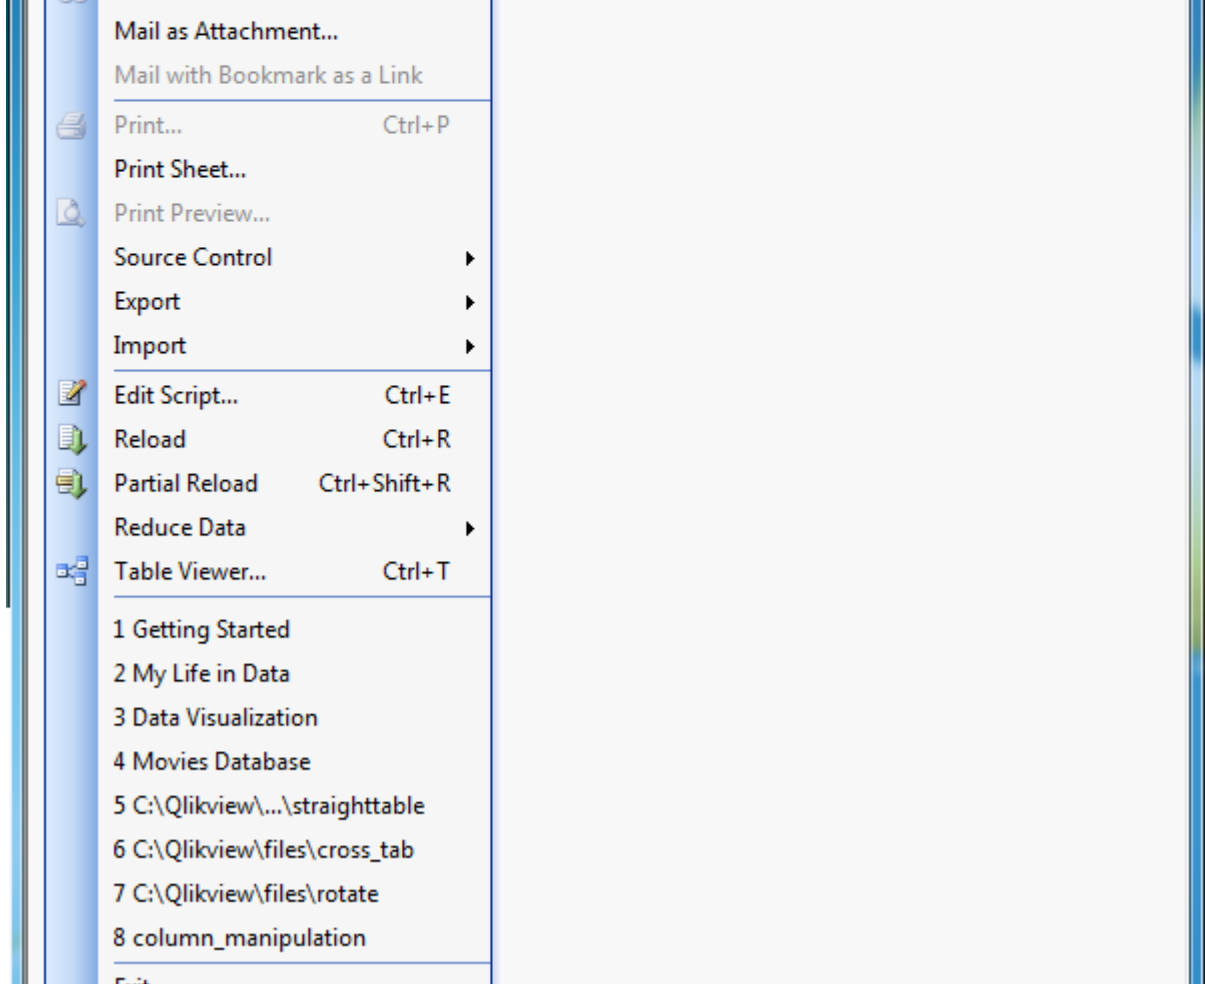 Mail as Attachment...
Mail with Bookmark as a Link
Print... Ctrl+P
Print Sheet...
Print Preview...
Source Control
Export
Import
Edit Script... Ctrl+E
Reload Ctrl+R
Partial Reload Ctrl+Shift+R
Reduce Data
Table Viewer... Ctrl+T
1 Getting Started
2 My Life in Data
3 Data Visualization
4 Movies Database
5 C:\Qlikview\...\straighttable
6 C:\Qlikview\files\cross_tab
7 C:\Qlikview\files\rotate
8 column_manipulation